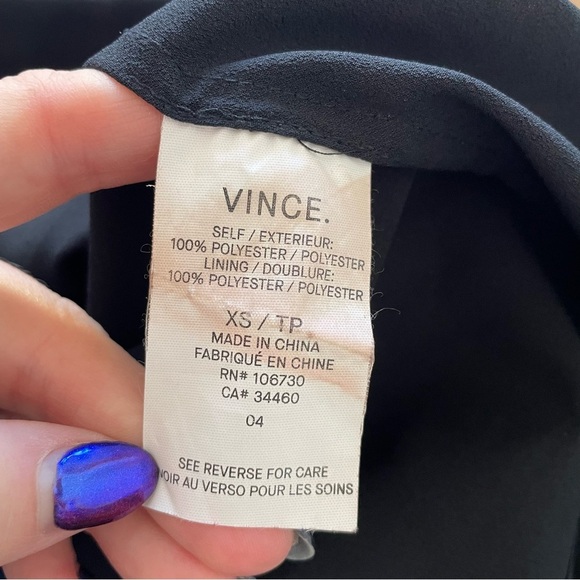 VINCE.
SELF / EXTERIEUR:
100% POLYESTER / POLYESTER
LINING / DOUBLURE:
100% POLYESTER / POLYESTER
XS / TP
MADE IN CHINA
FABRIQUÉ EN CHINE
RN# 106730
CA# 34460
04
SEE REVERSE FOR CARE
VOIR AU VERSO POUR LES SOINS